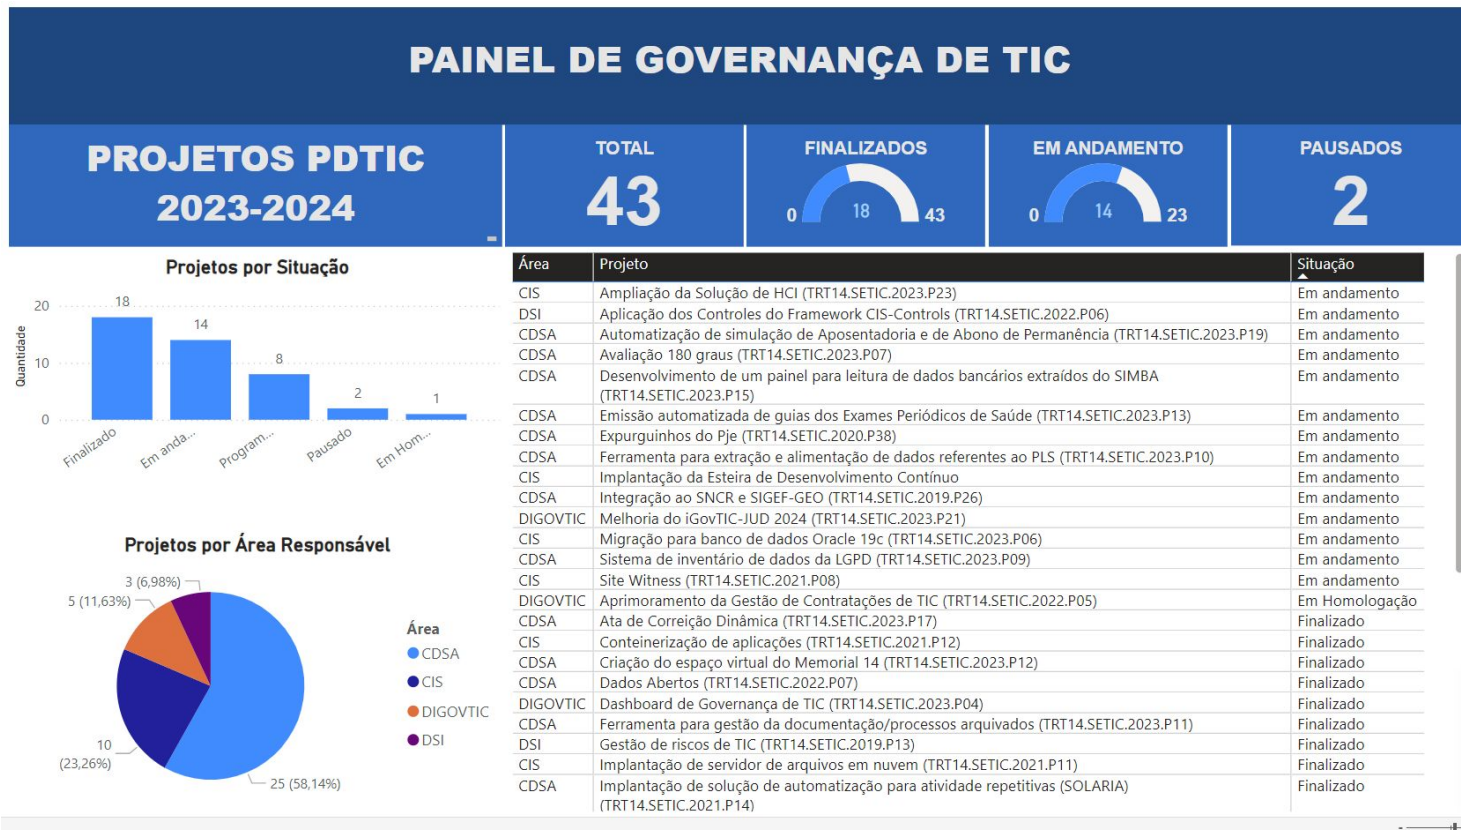 PAINEL DE GOVERNANÇA DE TIC
PROJETOS PDTIC
2023-2024
TOTAL
43
FINALIZADOS
0
18
43
EM ANDAMENTO
0
14
23
PAUSADOS
2
Projetos por Situação
Quantidade
20
10
0
18
14
8
2
1
Finalizado
Em anda...
Program...
Pausado
Em Hom...
Projetos por Área Responsável
3 (6,98%)
5 (11,63%)
10
(23,26%)
25 (58,14%)
Área
CDSA
CIS
DIGOVTIC
DSI
Área Projeto Situação
CIS Ampliação da Solução de HCI (TRT14.SETIC.2023.P23) Em andamento
DSI Aplicação dos Controles do Framework CIS-Controls (TRT14.SETIC.2022.P06) Em andamento
CDSA Automatização de simulação de Aposentadoria e de Abono de Permanência (TRT14.SETIC.2023.P19) Em andamento
CDSA Avaliação 180 graus (TRT14.SETIC.2023.P07) Em andamento
CDSA Desenvolvimento de um painel para leitura de dados bancários extraídos do SIMBA Em andamento
(TRT14.SETIC.2023.P15)
CDSA Emissão automatizada de guias dos Exames Periódicos de Saúde (TRT14.SETIC.2023.P13) Em andamento
CDSA Expurguinhos do Pje (TRT14.SETIC.2020.P38) Em andamento
CDSA Ferramenta para extração e alimentação de dados referentes ao PLS (TRT14.SETIC.2023.P10) Em andamento
CIS Implantação da Esteira de Desenvolvimento Contínuo Em andamento
CDSA Integração ao SNCR e SIGEF-GEO (TRT14.SETIC.2019.P26) Em andamento
DIGOVTIC Melhoria do iGovTIC-JUD 2024 (TRT14.SETIC.2023.P21) Em andamento
CIS Migração para banco de dados Oracle 19c (TRT14.SETIC.2023.P06) Em andamento
CDSA Sistema de inventário de dados da LGPD (TRT14.SETIC.2023.P09) Em andamento
CIS Site Witness (TRT14.SETIC.2021.P08) Em andamento
DIGOVTIC Aprimoramento da Gestão de Contratações de TIC (TRT14.SETIC.2022.P05) Em Homologação
CDSA Ata de Correição Dinâmica (TRT14.SETIC.2023.P17) Finalizado
CIS Conteinerização de aplicações (TRT14.SETIC.2021.P12) Finalizado
CDSA Criação do espaço virtual do Memorial 14 (TRT14.SETIC.2023.P12) Finalizado
CDSA Dados Abertos (TRT14.SETIC.2022.P07) Finalizado
DIGOVTIC Dashboard de Governança de TIC (TRT14.SETIC.2023.P04) Finalizado
CDSA Ferramenta para gestão da documentação/processos arquivados (TRT14.SETIC.2023.P11) Finalizado
DSI Gestão de riscos de TIC (TRT14.SETIC.2019.P13) Finalizado
CIS Implantação de servidor de arquivos em nuvem (TRT14.SETIC.2021.P11) Finalizado
CDSA Implantação de solução de automatização para atividade repetitivas (SOLARIA) Finalizado
(TRT14.SETIC.2021.P14)